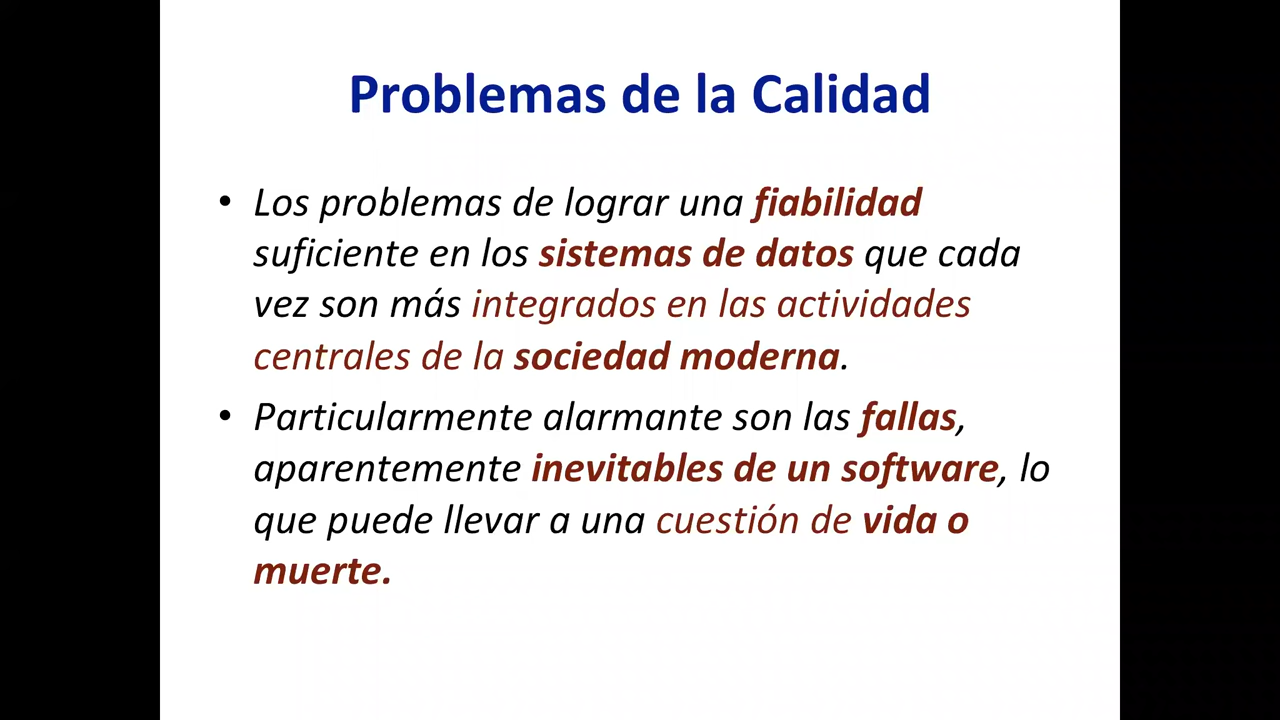 Problemas de la Calidad
• Los problemas de lograr una fiabilidad
suficiente en los sistemas de datos que cada
vez son más integrados en las actividades
centrales de la sociedad moderna.
• Particularmente alarmante son las fallas,
aparentemente inevitables de un software, lo
que puede llevar a una cuestión de vida o
muerte.